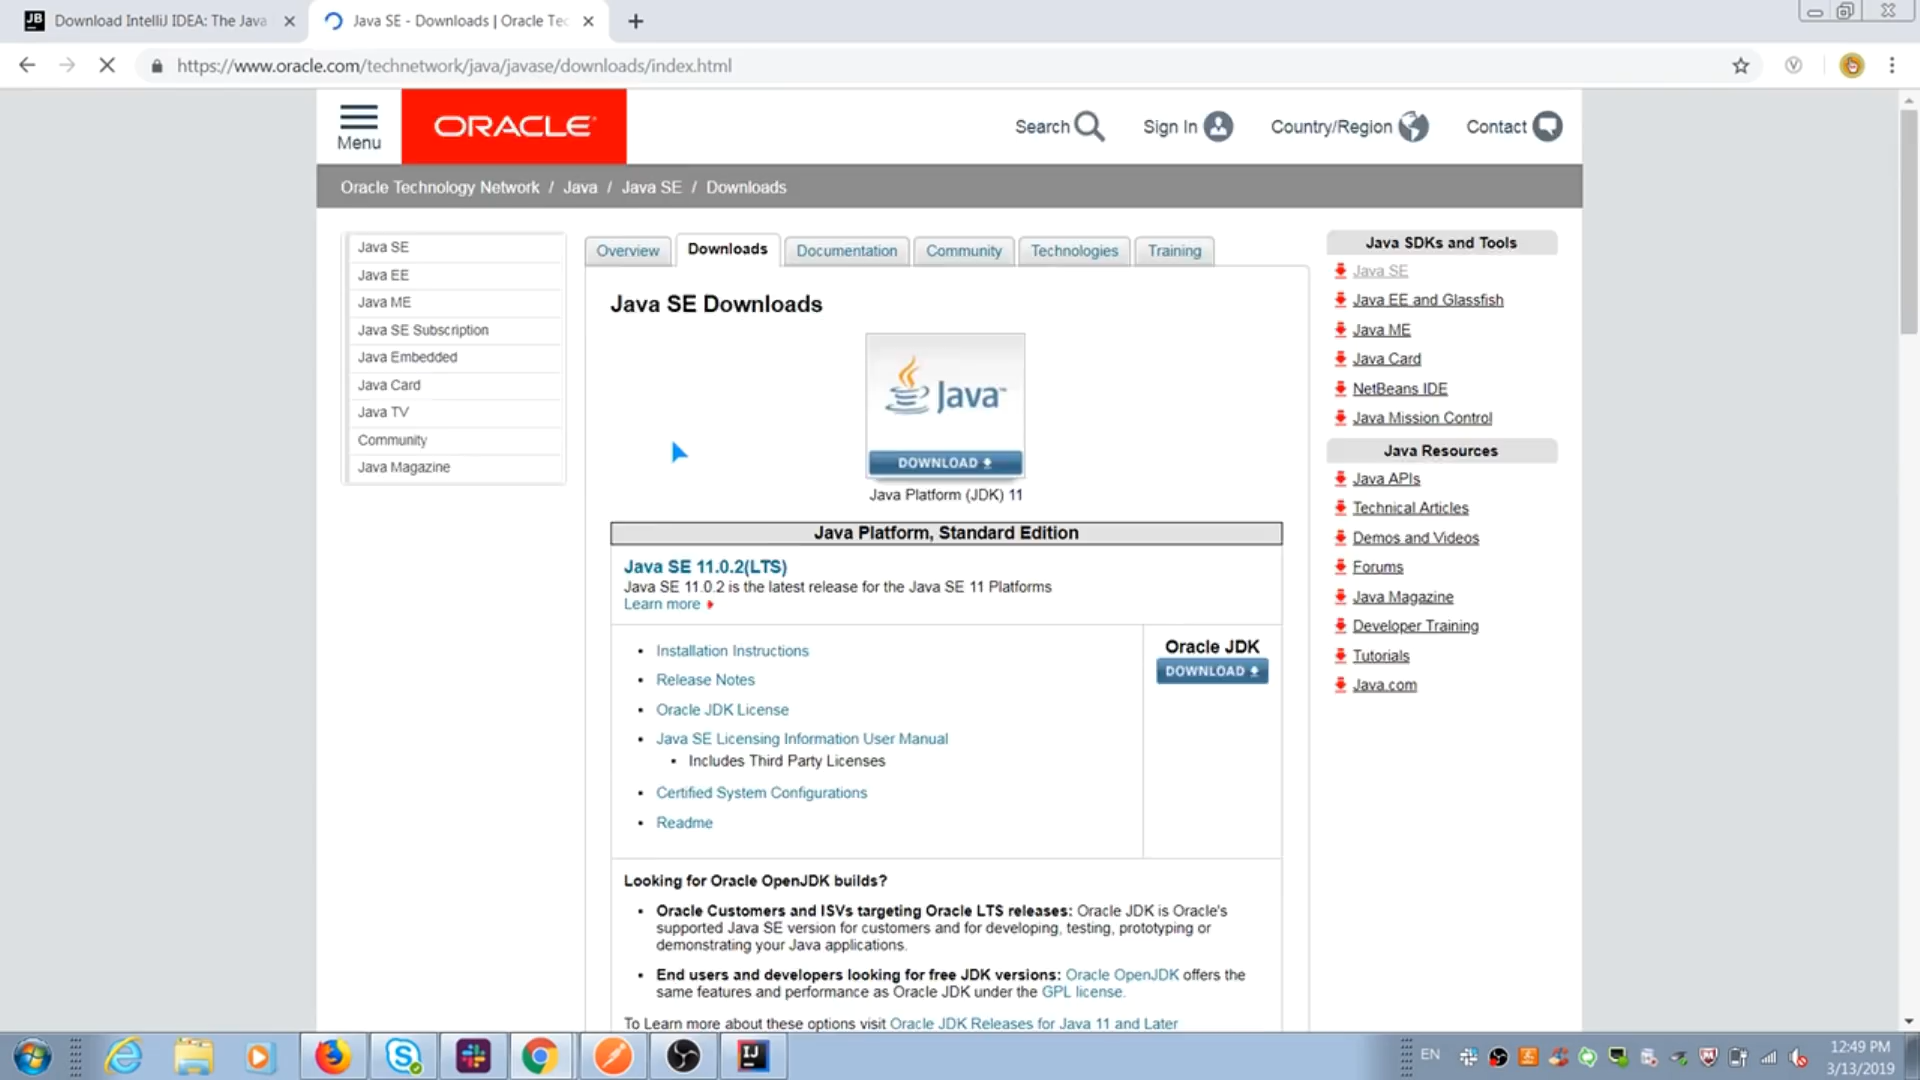 Download IntelliJ IDEA: The Java
Java SE - Downloads | Oracle Tec
https://www.oracle.com/technetwork/java/javase/downloads/index.html
Menu
ORACLE
Search
Sign In
Country/Region
Contact
Oracle Technology Network / Java / Java SE / Downloads
Java SE
Java EE
Java ME
Java SE Subscription
Java Embedded
Java Card
Java TV
Community
Java Magazine
Overview
Downloads
Documentation
Community
Technologies
Training
Java SE Downloads
Java™
DOWNLOAD
Java Platform (JDK) 11
Java Platform, Standard Edition
Java SE 11.0.2(LTS)
Java SE 11.0.2 is the latest release for the Java SE 11 Platforms
Learn more
• Installation Instructions
• Release Notes
• Oracle JDK License
• Java SE Licensing Information User Manual
• Includes Third Party Licenses
• Certified System Configurations
• Readme
Oracle JDK
DOWNLOAD
Looking for Oracle OpenJDK builds?
• Oracle Customers and ISVs targeting Oracle LTS releases: Oracle JDK is Oracle's
supported Java SE version for customers and for developing, testing, prototyping or
demonstrating your Java applications.
• End users and developers looking for free JDK versions: Oracle OpenJDK offers the
same features and performance as Oracle JDK under the GPL license.
To Learn more about these options visit Oracle JDK Releases for Java 11 and Later
Java SDKs and Tools
Java SE
Java EE and Glassfish
Java ME
Java Card
NetBeans IDE
Java Mission Control
Java Resources
Java APIs
Technical Articles
Demos and Videos
Forums
Java Magazine
Developer Training
Tutorials
Java.com
EN
12:49 PM
3/13/2019